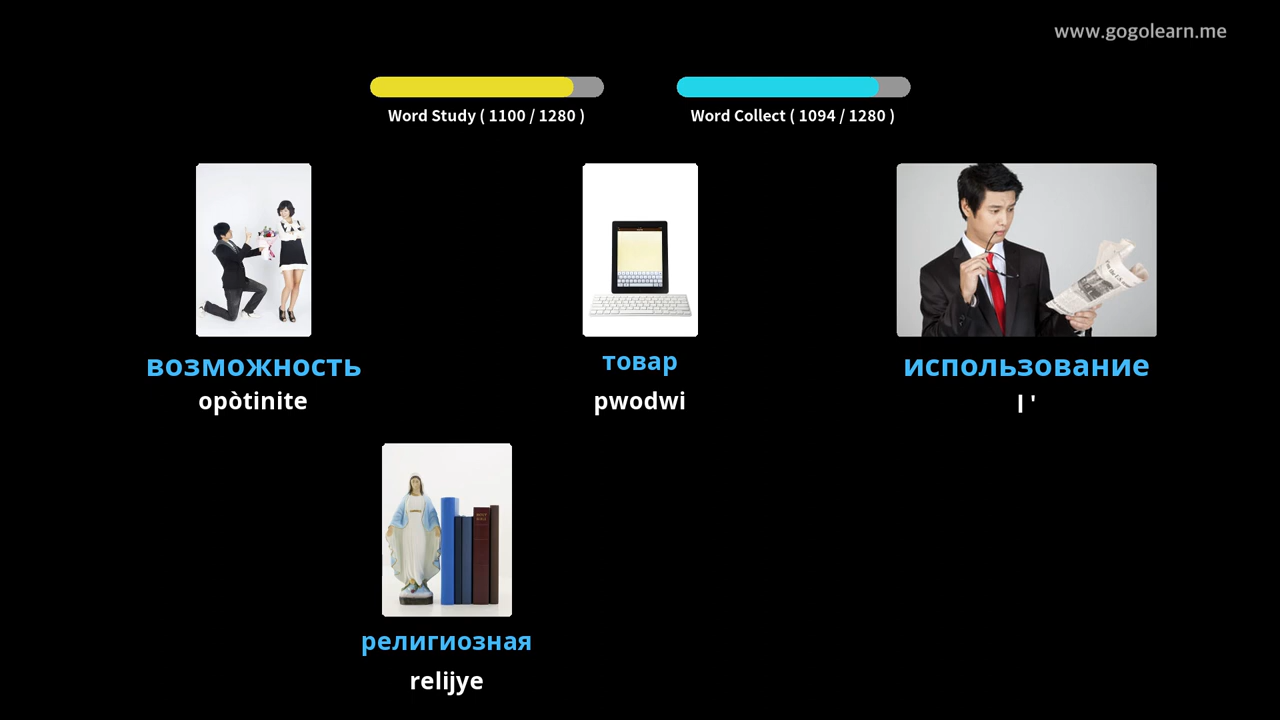 www.gogolearn.me
Word Study ( 1100 / 1280 )
Word Collect ( 1094 / 1280 )
возможность
opòtinite
товар
pwodwi
использование
l '
религиозная
relijye